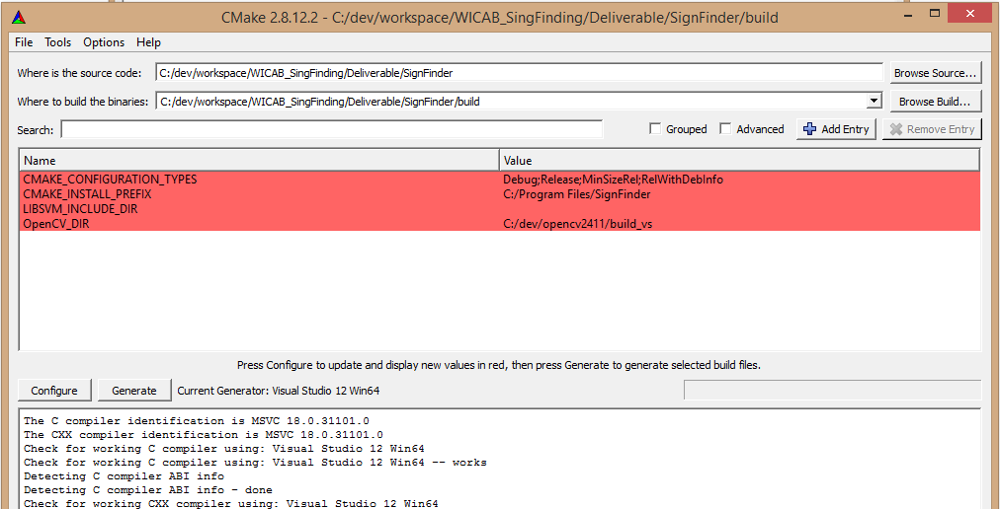 CMake 2.8.12.2 - C:/dev/workspace/WICAB_SingFinding/Deliverable/SignFinder/build
File Tools Options Help
Where is the source code: C:/dev/workspace/WICAB_SingFinding/Deliverable/SignFinder Browse Source...
Where to build the binaries: C:/dev/workspace/WICAB_SingFinding/Deliverable/SignFinder/build Browse Build...
Search: Grouped Advanced Add Entry Remove Entry
Name Value
CMAKE_CONFIGURATION_TYPES Debug;Release;MinSizeRel;RelWithDebInfo
CMAKE_INSTALL_PREFIX C:/Program Files/SignFinder
LIBSVM_INCLUDE_DIR
OpenCV_DIR C:/dev/opencv2411/build_vs
Press Configure to update and display new values in red, then press Generate to generate selected build files.
Configure Generate Current Generator: Visual Studio 12 Win64
The C compiler identification is MSVC 18.0.31101.0
The CXX compiler identification is MSVC 18.0.31101.0
Check for working C compiler using: Visual Studio 12 Win64
Check for working C compiler using: Visual Studio 12 Win64 -- works
Detecting C compiler ABI info
Detecting C compiler ABI info - done
Check for working CXX compiler using: Visual Studio 12 Win64